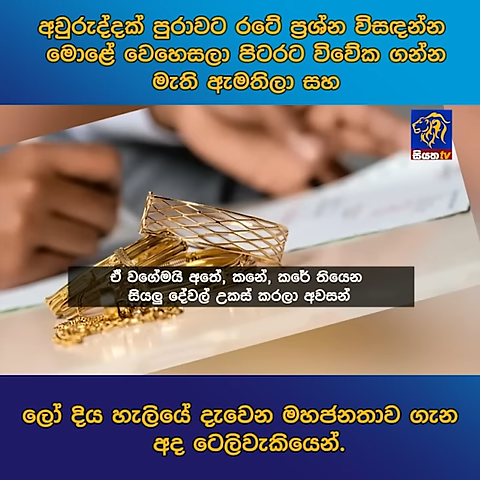 අවුරුද්දක් පුරාවට රටේ ප්‍රශ්න විසඳන්න
මොළේ වෙහෙසලා පිටරට විවේක ගන්න
මැති ඇමතිලා සහ
සියත tv
ඒ වගේමයි අතේ, කනේ, කරේ තියෙන
සියලු දේවල් උකස් කරලා අවසන්
ලෝ දිය හැලියේ දැවෙන මහජනතාව ගැන
අද ටෙලිවැකියෙන්.